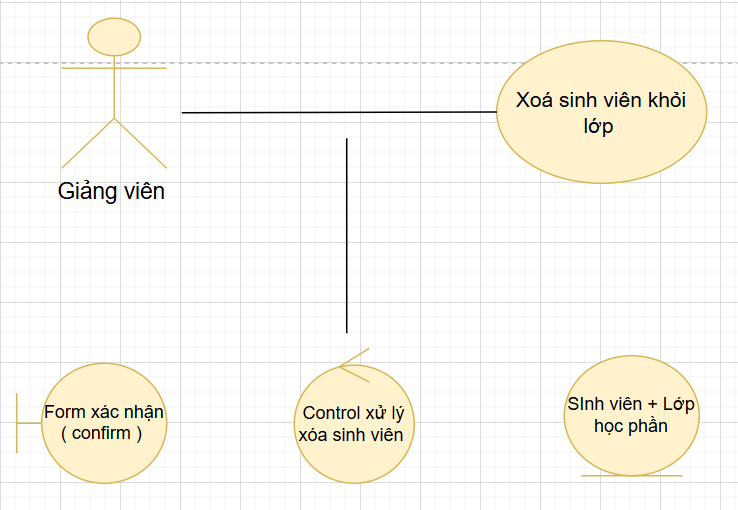 Xoá sinh viên khỏi
lớp
Giảng viên
Form xác nhận
( confirm )
Control xử lý
xóa sinh viên
SInh viên + Lớp
học phần